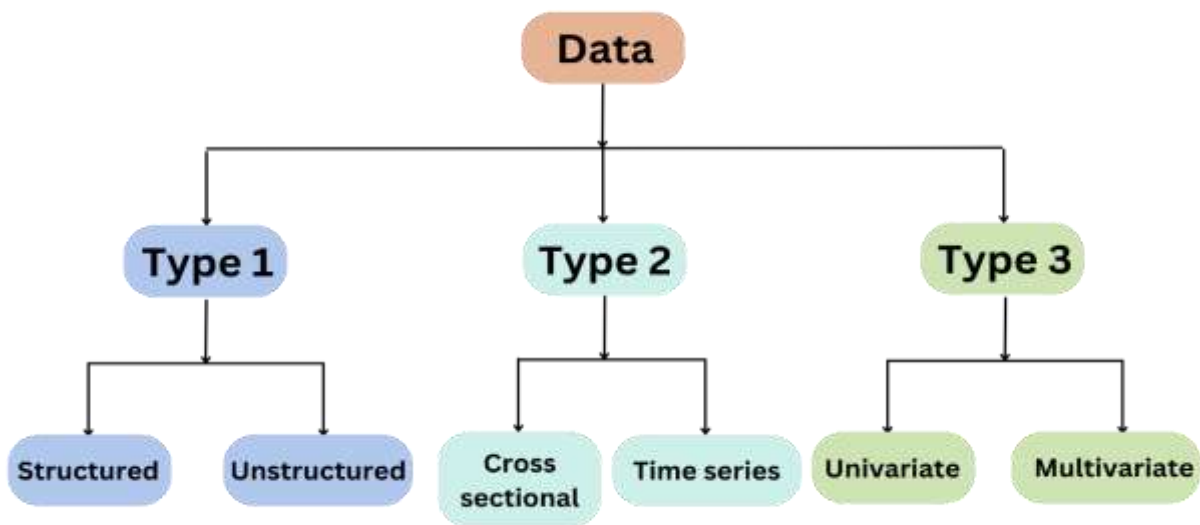 Data
Type 1
Type 2
Type 3
Structured
Unstructured
Cross
sectional
Time series
Univariate
Multivariate